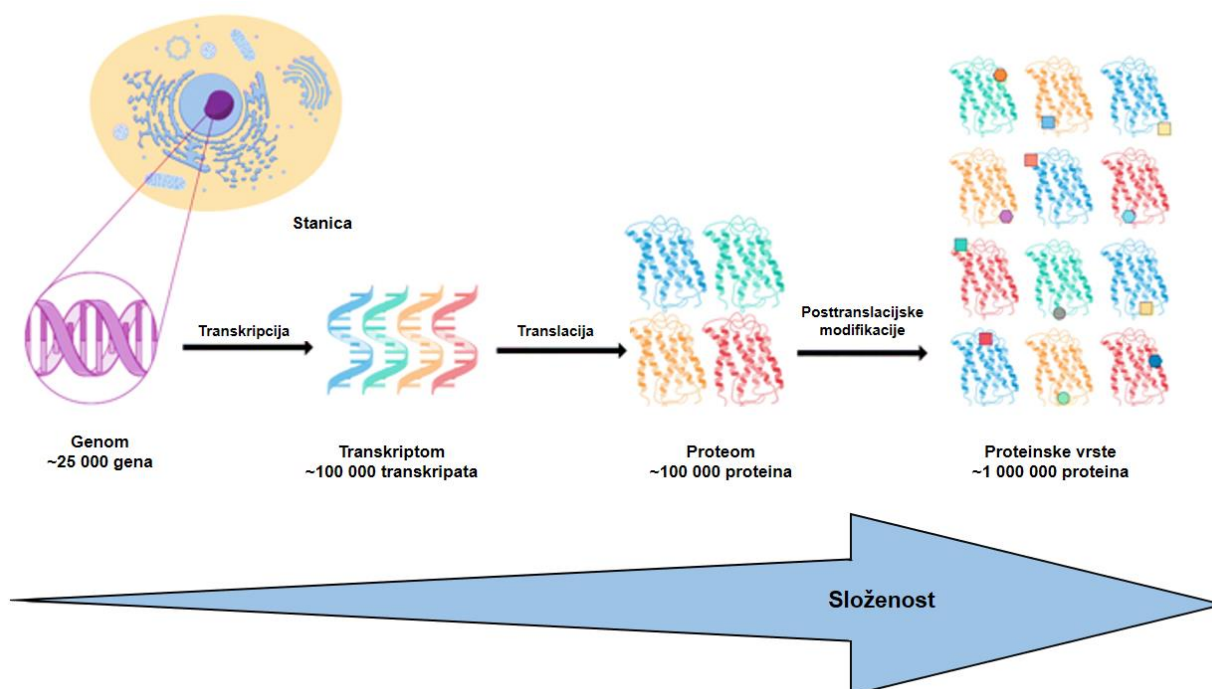 Stanica
Transkripcija
Translacija
Posttranslacijske
modifikacije
Genom
~25 000 gena
Transkriptom
~100 000 transkripata
Proteom
~100 000 proteina
Proteinske vrste
~1 000 000 proteina
Složenost